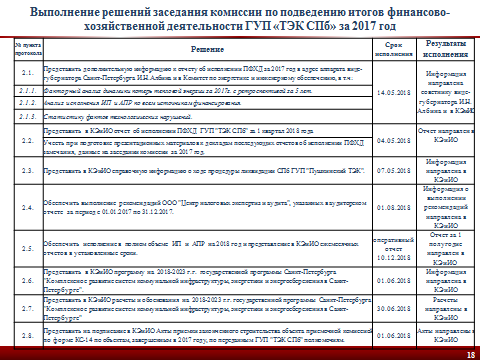 Выполнение решений заседания комиссии по подведению итогов финансово-
хозяйственной деятельности ГУП «ТЭК СПб» за 2017 год
№ пункта
протокола
Решение
Срок
исполнения
Результаты
исполнения
2.1.
Представить дополнительную информацию к отчету об исполнении ПФХД за 2017 год в адрес аппарата вице-
губернатора Санкт-Петербурга И.Н.Албина и в Комитет по энергетике и инженерному обеспечению, в т.ч.:
14.05.2018
Информация
направлена
советнику вице-
губернатора И.Н.
Албина и в КЭиИО
2.1.1.
Факторный анализ динамики потерь тепловой энергии за 2017г. с ретроспективой за 5 лет.
2.1.2.
Анализ исполнения ИП и АПР по всем источникам финансирования.
2.1.3.
Статистику фактов технологических нарушений.
2.2.
Представить в КЭиИО отчет об исполнении ПФХД ГУП "ТЭК СПб" за 1 квартал 2018 года
Учесть при подготовке презентационных материалов к докладам последующих отчетов об исполнении ПФХД
замечания, данные на заседании комиссии за 2017 год.
04.05.2018
Отчет направлен в
КЭиИО
2.3.
Представить в КЭиИО справочную информацию о ходе процедуры ликвидации СПб ГУП "Пушкинский ТЭК".
07.05.2018
Информация
направлена в
КЭиИО
2.4.
Обеспечить выполнение рекомендаций ООО "Центр налоговых экспертиз и аудита", указанных в аудиторском
отчете за период с 01.01.2017 по 31.12.2017.
01.08.2018
Информация о
выполнении
рекомендаций
направлена в
КЭиИО
2.5.
Обеспечить исполнение в полном объеме ИП и АПР на 2018 год и представление в КЭиИО ежемесячных
отчетов в установленные сроки.
оперативный
отчет
10.12.2018
Отчет за 1
полугодие
направлен в
КЭиИО
2.6.
Представить в КЭиИО программу на 2018-2023 г.г. государственной программы Санкт-Петербурга
"Комплексное развитие систем коммунальной инфраструктуры, энергетики и энергосбережения в Санкт-
Петербурге".
01.06.2018
Информация
направлена в
КЭиИО
2.7.
Представить в КЭиИО расчеты и обоснования на 2018-2023 г.г. государственной программы Санкт-Петербурга
"Комплексное развитие систем коммунальной инфраструктуры, энергетики и энергосбережения в Санкт-
Петербурге".
30.06.2018
Расчеты
направлены в
КЭиИО
2.8.
Представить на подписание в КЭиИО Акты приемки законченного строительства объекта приемочной комиссией
по форме КС-14 по объектам, завершенным в 2017 году, по переданным ГУП "ТЭК СПб" полномочиям.
01.06.2018
Акты направлены в
КЭиИО
18